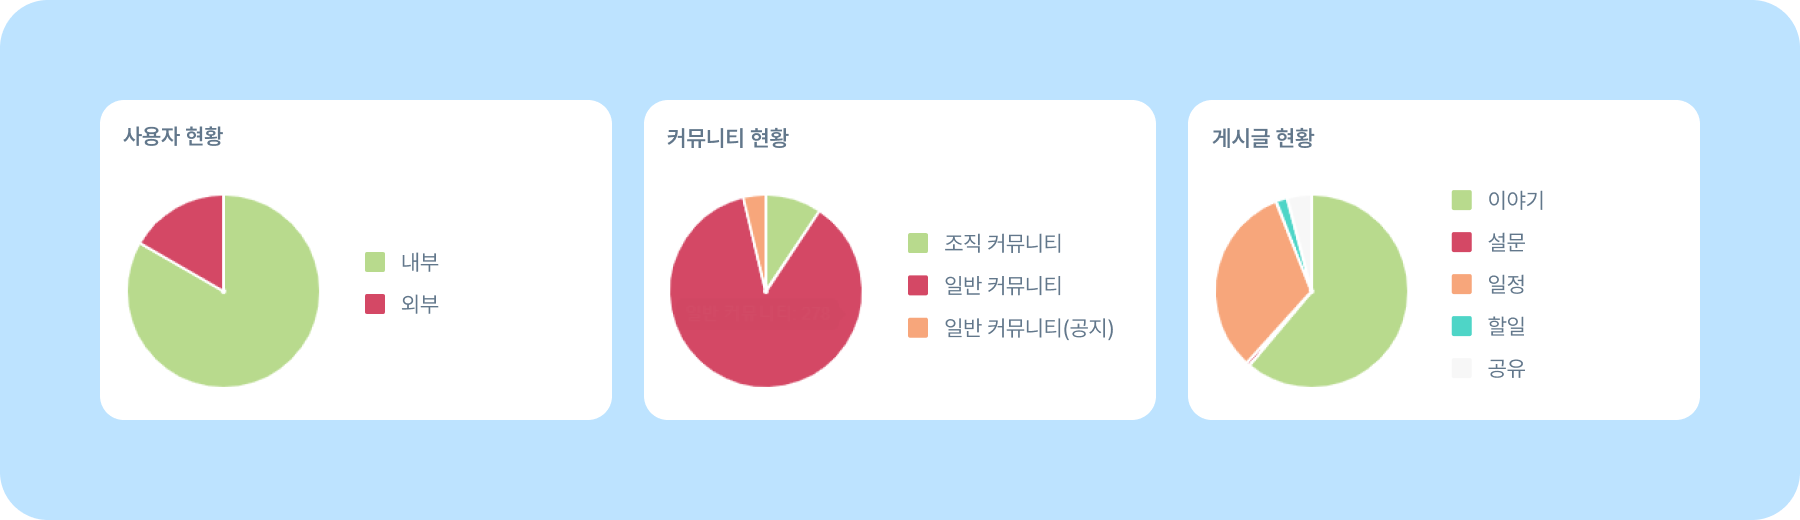 사용자 현황
내부
외부
커뮤니티 현황
조직 커뮤니티
일반 커뮤니티
일반 커뮤니티(공지)
게시글 현황
이야기
설문
일정
할일
공유